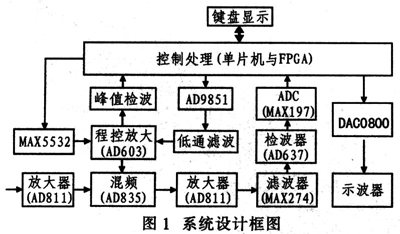 键盘显示
控制处理(单片机与FPGA)
峰值检波
AD9851
ADC
(MAX197)
DAC0800
MAX5532
程控放大
(AD603)
低通滤波
检波器
(AD637)
放大器
(AD811)
混频
(AD835)
放大器
(AD811)
滤波器
(MAX274)
示波器
图1 系统设计框图